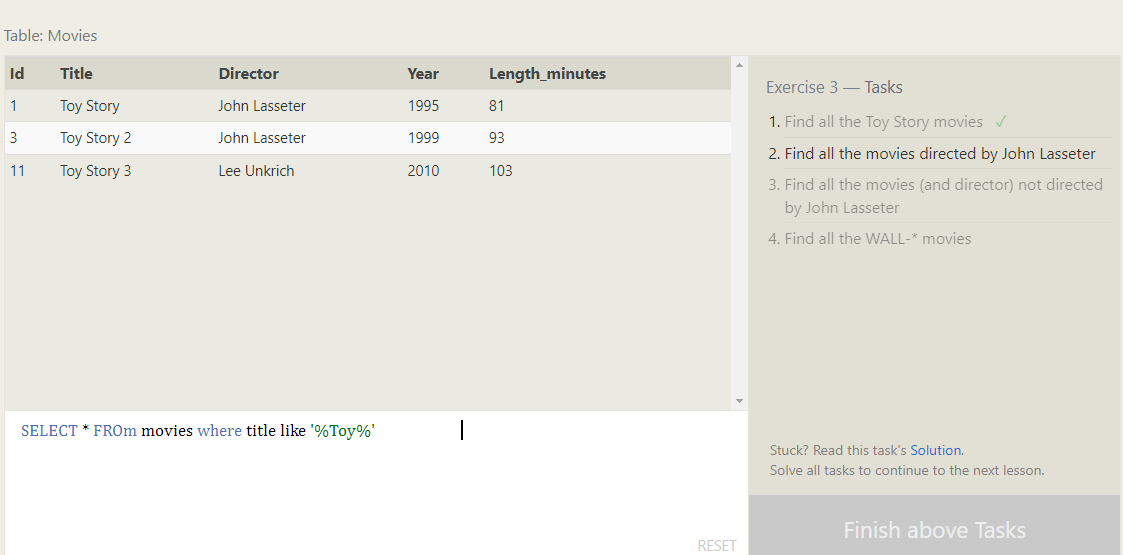 Table: Movies
Id Title Director Year Length_minutes
1 Toy Story John Lasseter 1995 81
3 Toy Story 2 John Lasseter 1999 93
11 Toy Story 3 Lee Unkrich 2010 103
SELECT * FROm movies where title like '%Toy%'
RESET
Exercise 3 — Tasks
1. Find all the Toy Story movies ✓
2. Find all the movies directed by John Lasseter
3. Find all the movies (and director) not directed
by John Lasseter
4. Find all the WALL-* movies
Stuck? Read this task's Solution.
Solve all tasks to continue to the next lesson.
Finish above Tasks